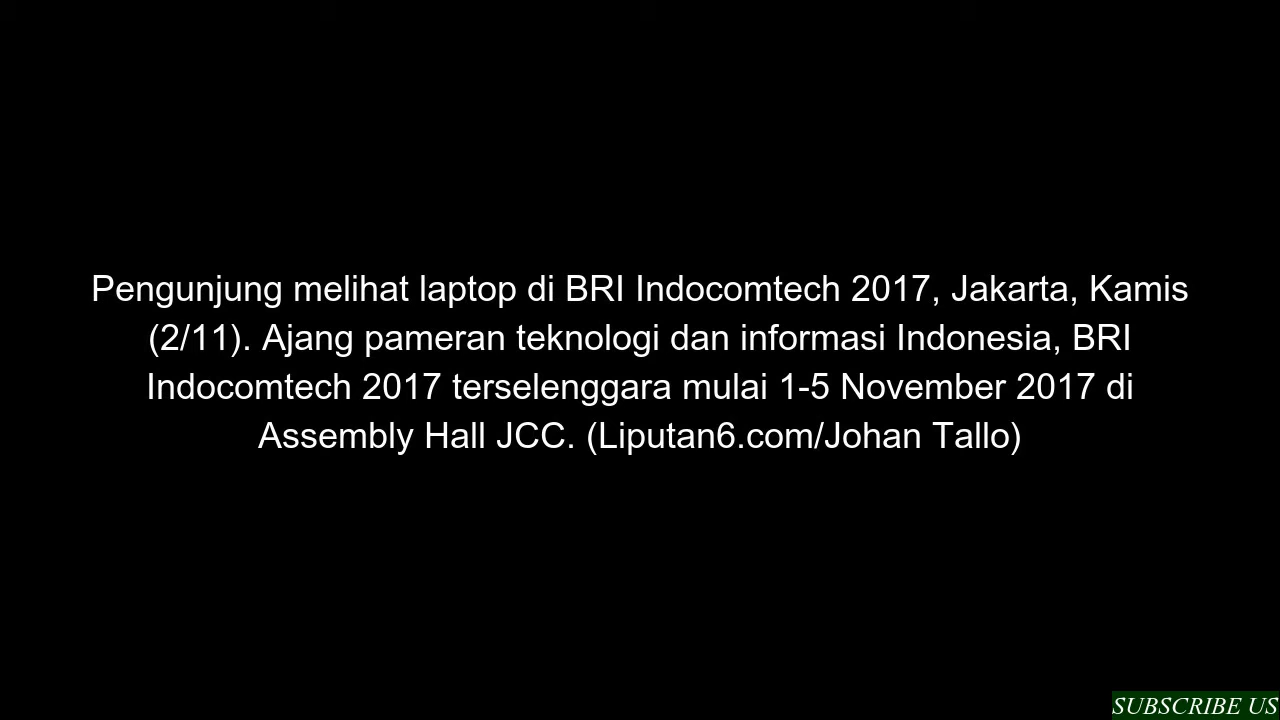 Pengunjung melihat laptop di BRI Indocomtech 2017, Jakarta, Kamis
(2/11). Ajang pameran teknologi dan informasi Indonesia, BRI
Indocomtech 2017 terselenggara mulai 1-5 November 2017 di
Assembly Hall JCC. (Liputan6.com/Johan Tallo)
SUBSCRIBE US